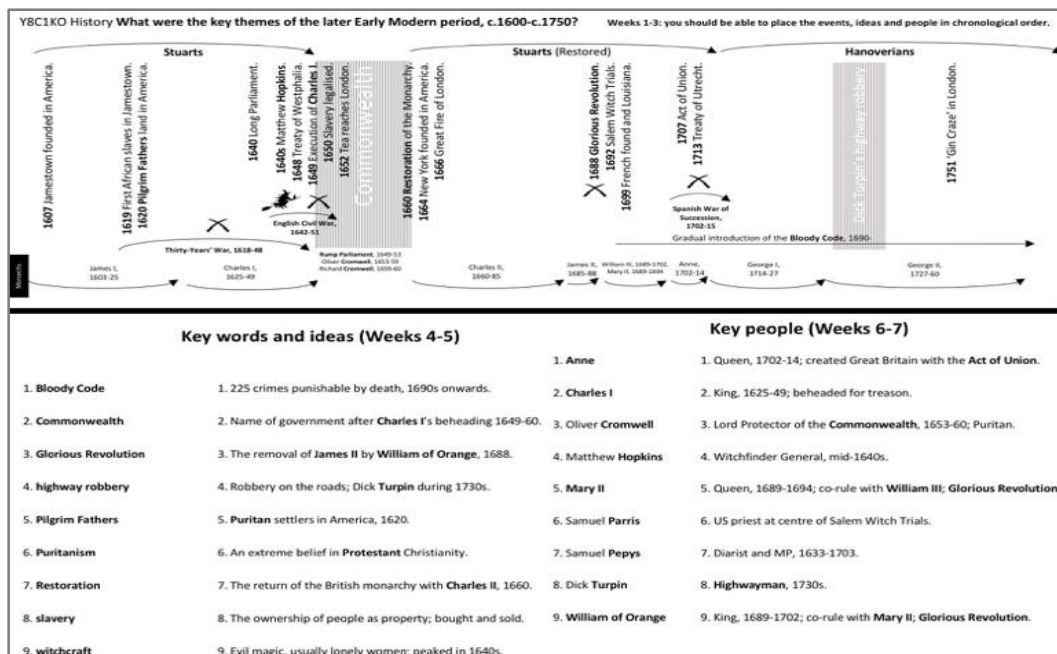 Y8C1KO History What were the key themes of the later Early Modern period, c.1600-c.1750?
Weeks 1-3: you should be able to place the events, ideas and people in chronological order.
Stuarts
Stuarts (Restored)
Hanoverians
1607 Jamestown founded in America.
1619 First African slaves in Jamestown.
1620 Pilgrim Fathers land in America.
1640 Long Parliament.
1640s Matthew Hopkins.
1648 Treaty of Westphalia.
1649 Execution of Charles I.
1650 Slavery legalised.
1652 Tea reaches London.
Commonwealth
1660 Restoration of the Monarchy.
1664 New York founded in America.
1666 Great Fire of London.
1688 Glorious Revolution.
1692 Salem Witch Trials.
1699 French found and Louisiana.
1707 Act of Union.
1713 Treaty of Utrecht.
Dick Turpin's highway robbery
1751 'Gin Craze' in London.
Thirty-Years' War, 1618-48
English Civil War,
1642-51
Spanish War of
Succession,
1702-15
Gradual introduction of the Bloody Code, 1690-
Rump Parliament, 1649-53
Oliver Cromwell, 1653-59
Richard Cromwell, 1659-60
Monarchs
James I,
1603-25
Charles I,
1625-49
Charles II,
1660-85
James II,
1685-88
William III, 1689-1702,
Mary II, 1689-1694
Anne,
1702-14
George I,
1714-27
George II,
1727-60
Key words and ideas (Weeks 4-5)
1. Bloody Code
1. 225 crimes punishable by death, 1690s onwards.
2. Commonwealth
2. Name of government after Charles I's beheading 1649-60.
3. Glorious Revolution
3. The removal of James II by William of Orange, 1688.
4. highway robbery
4. Robbery on the roads; Dick Turpin during 1730s.
5. Pilgrim Fathers
5. Puritan settlers in America, 1620.
6. Puritanism
6. An extreme belief in Protestant Christianity.
7. Restoration
7. The return of the British monarchy with Charles II, 1660.
8. slavery
8. The ownership of people as property; bought and sold.
9. witchcraft
9. Evil magic, usually lonely women; peaked in 1640s.
Key people (Weeks 6-7)
1. Anne
1. Queen, 1702-14; created Great Britain with the Act of Union.
2. Charles I
2. King, 1625-49; beheaded for treason.
3. Oliver Cromwell
3. Lord Protector of the Commonwealth, 1653-60; Puritan.
4. Matthew Hopkins
4. Witchfinder General, mid-1640s.
5. Mary II
5. Queen, 1689-1694; co-rule with William III; Glorious Revolution
6. Samuel Parris
6. US priest at centre of Salem Witch Trials.
7. Samuel Pepys
7. Diarist and MP, 1633-1703.
8. Dick Turpin
8. Highwayman, 1730s.
9. William of Orange
9. King, 1689-1702; co-rule with Mary II; Glorious Revolution.